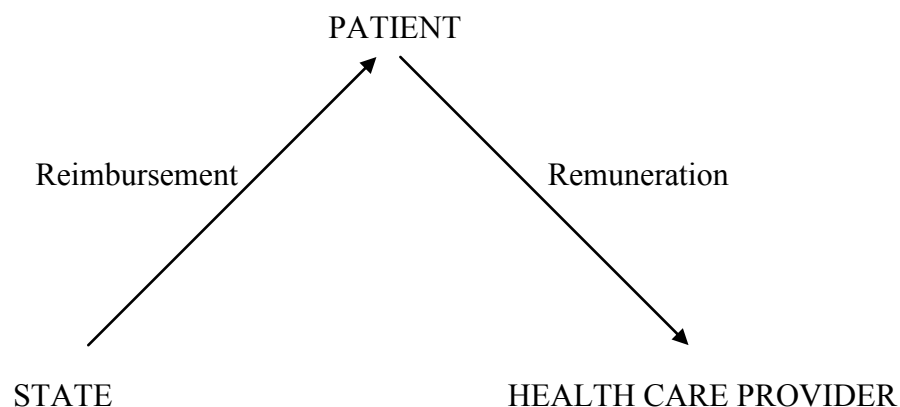 PATIENT
Reimbursement
Remuneration
STATE
HEALTH CARE PROVIDER